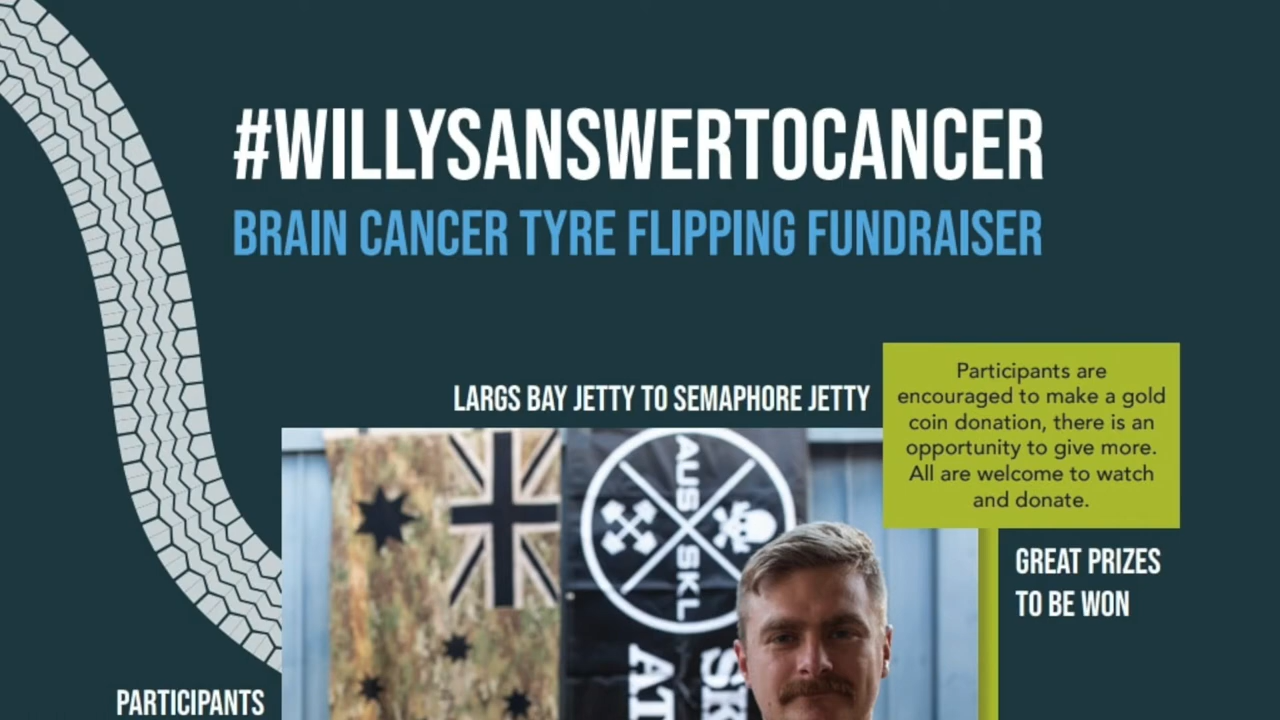 #WILLYSANSWERTOCANCER
BRAIN CANCER TYRE FLIPPING FUNDRAISER
LARGS BAY JETTY TO SEMAPHORE JETTY
Participants are
encouraged to make a gold
coin donation, there is an
opportunity to give more.
All are welcome to watch
and donate.
AUS SKL
GREAT PRIZES
TO BE WON
PARTICIPANTS